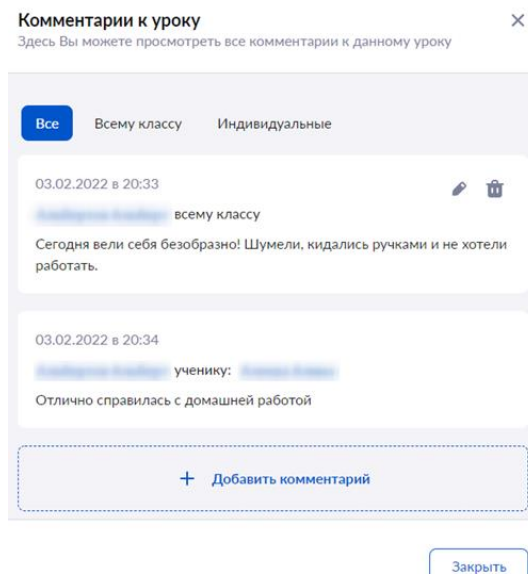 Комментарии к уроку
Здесь Вы можете просмотреть все комментарии к данному уроку
Все Всему классу Индивидуальные
03.02.2022 в 20:33
всему классу
Сегодня вели себя безобразно! Шумели, кидались ручками и не хотели
работать.
03.02.2022 в 20:34
ученику:
Отлично справилась с домашней работой
+ Добавить комментарий
Закрыть